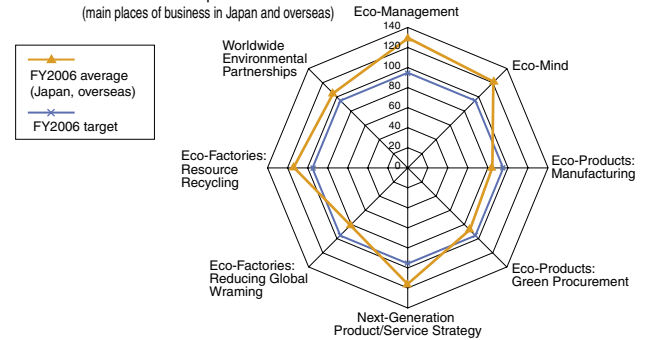 (main places of business in Japan and overseas)
Eco-Management
140
120
100
80
60
40
20
0
Worldwide
Environmental
Partnerships
Eco-Mind
FY2006 average
(Japan, overseas)
FY2006 target
Eco-Factories:
Resource
Recycling
Eco-Products:
Manufacturing
Eco-Factories:
Reducing Global
Wraming
Eco-Products:
Green Procurement
Next-Generation
Product/Service Strategy